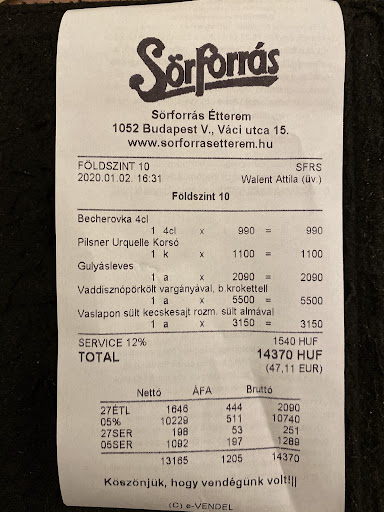 Sörforrás
Sörforrás Étterem
1052 Budapest V., Váci utca 15.
www.sorforrasetterem.hu
FÖLDSZINT 10 SFRS
2020.01.02. 16:31 Walent Attila (üv.)
Földszint 10
Becherovka 4cl
1 4cl x 990 = 990
Pilsner Urquelle Korsó
1 k x 1100 = 1100
Gulyásleves
1 a x 2090 = 2090
Vaddisznópörkölt vargányával, b.krokettell
1 a x 5500 = 5500
Vaslapon sült kecskesajt rozm. sült almával
1 a x 3150 = 3150
SERVICE 12% 1540 HUF
TOTAL 14370 HUF
(47,11 EUR)
Nettó ÁFA Bruttó
27ÉTL 1646 444 2090
05% 10229 511 10740
27SER 198 53 251
05SER 1092 197 1289
13165 1205 14370
Köszönjük, hogy vendégünk volt!||
(C) e-VENDEL